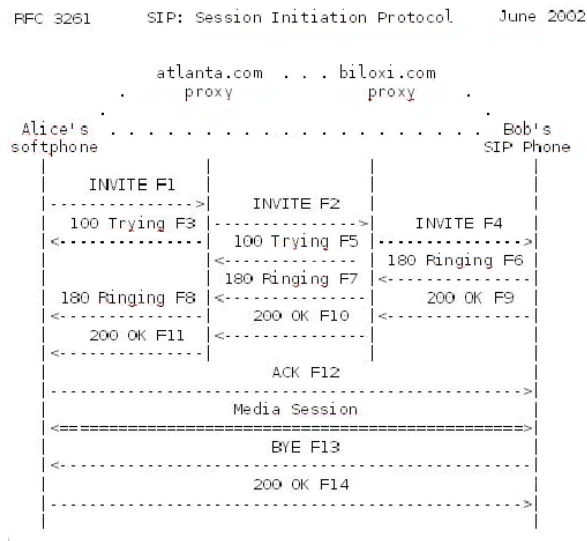 RFC 3261 SIP: Session Initiation Protocol June 2002
atlanta.com . . . biloxi.com
. proxy proxy .
Alice's . . . . . . . . . . . . . . . . . . . . Bob's
softphone SIP Phone
INVITE F1
INVITE F2
100 Trying F3 INVITE F4
100 Trying F5
180 Ringing F6
180 Ringing F7
180 Ringing F8 200 OK F9
200 OK F10
200 OK F11
ACK F12
Media Session
BYE F13
200 OK F14